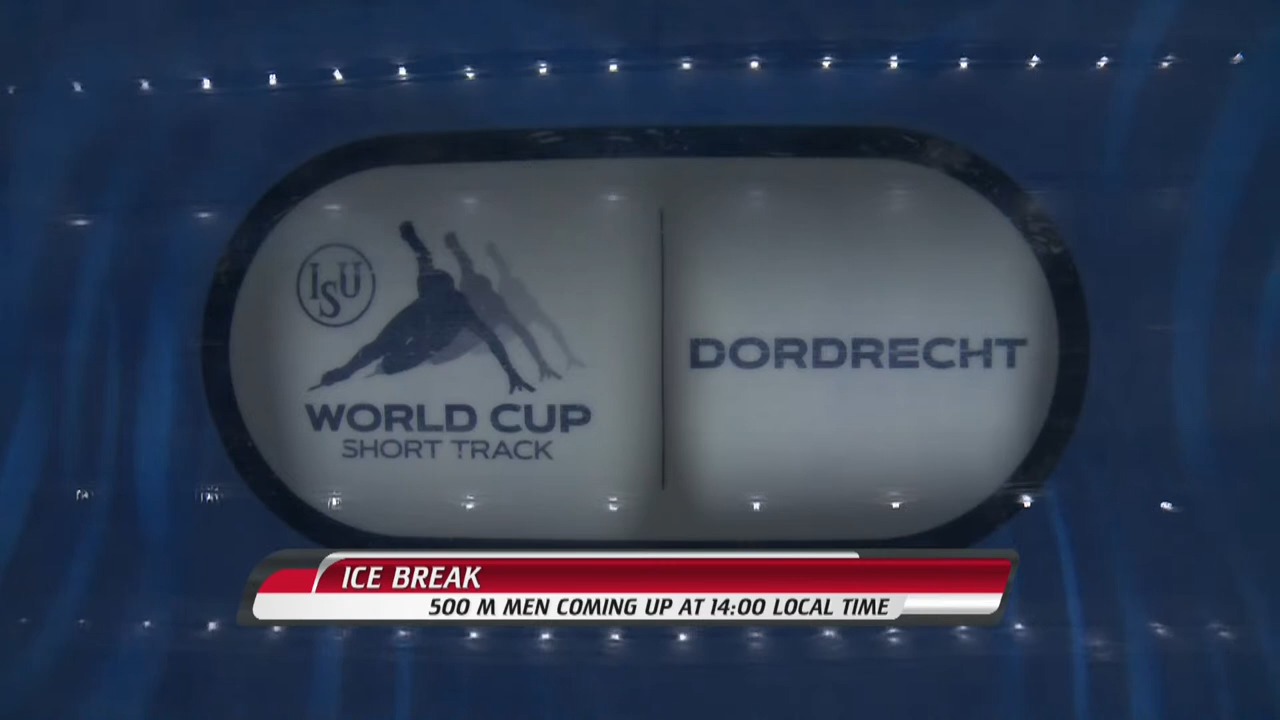 ISU
WORLD CUP
SHORT TRACK
DORDRECHT
ICE BREAK
500 M MEN COMING UP AT 14:00 LOCAL TIME